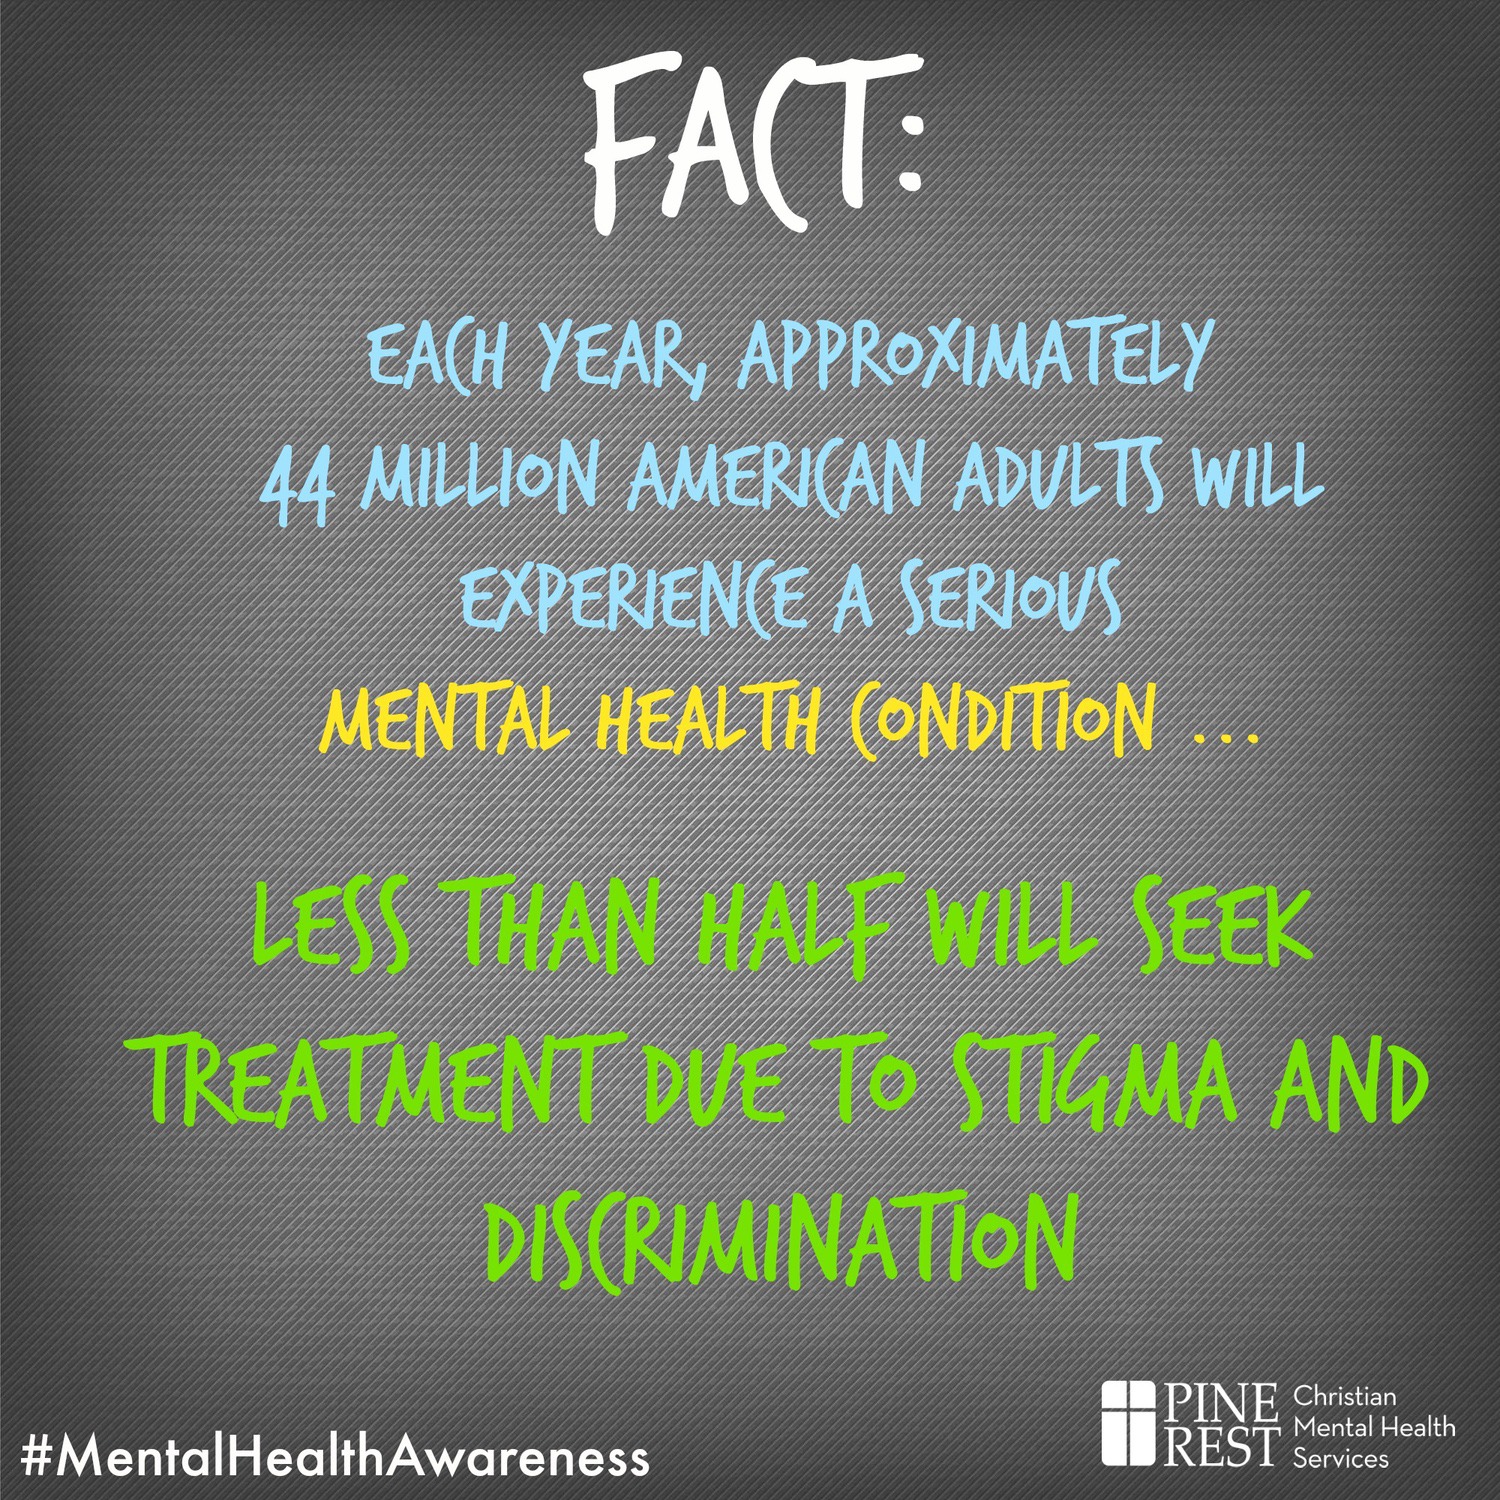 FACT:
EACH YEAR, APPROXIMATELY
44 MILLION AMERICAN ADULTS WILL
EXPERIENCE A SERIOUS
MENTAL HEALTH CONDITION ...
LESS THAN HALF WILL SEEK
TREATMENT DUE TO STIGMA AND
DISCRIMINATION
#MentalHealthAwareness
PINE REST
Christian
Mental Health
Services